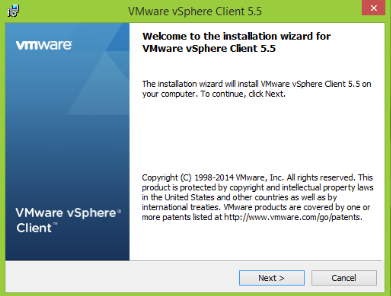 VMware vSphere Client 5.5
vmware
Welcome to the installation wizard for
VMware vSphere Client 5.5
The installation wizard will install VMware vSphere Client 5.5 on
your computer. To continue, click Next.
Copyright (C) 1998-2014 VMware, Inc. All rights reserved. This
product is protected by copyright and intellectual property laws
in the United States and other countries as well as by
international treaties. VMware products are covered by one or
more patents listed at http://www.vmware.com/go/patents.
VMware vSphere®
Client™
Next >
Cancel